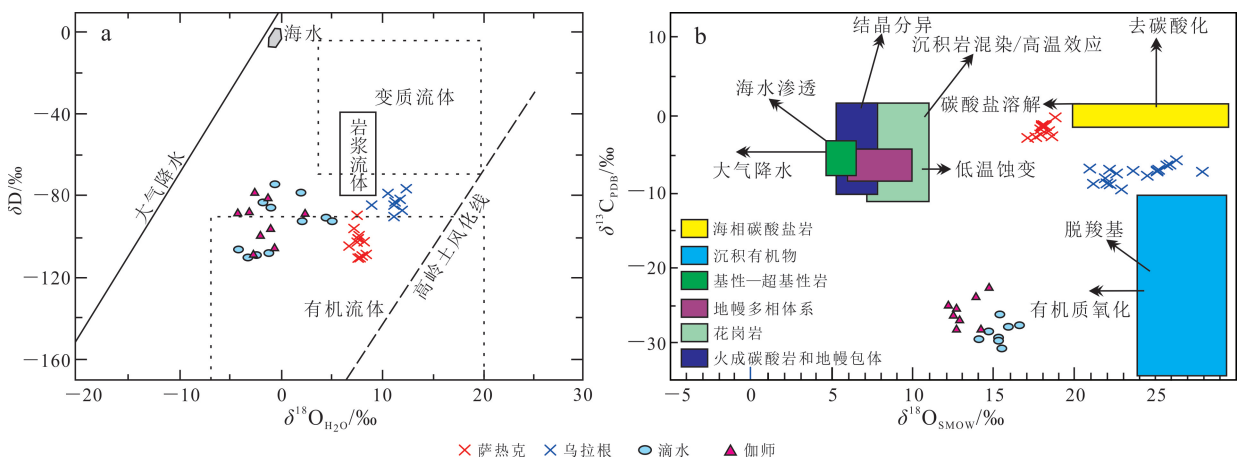 a
海水
变质流体
岩浆流体
大气降水
高岭土风化线
有机流体
0
−40
−80
−120
−160
δD/‰
−20
−10
0
10
20
30
δ¹⁸O_H₂O/‰
b
结晶分异
沉积岩混染/高温效应
去碳酸化
海水渗透
碳酸盐溶解
大气降水
低温蚀变
脱羧基
有机质氧化
海相碳酸盐岩
沉积有机物
基性—超基性岩
地幔多相体系
花岗岩
火成碳酸岩和地幔包体
10
0
−10
−20
−30
δ¹³C_PDB/‰
−5
0
5
10
15
20
25
δ¹⁸O_SMOW/‰
萨热克 乌拉根 滴水 伽师